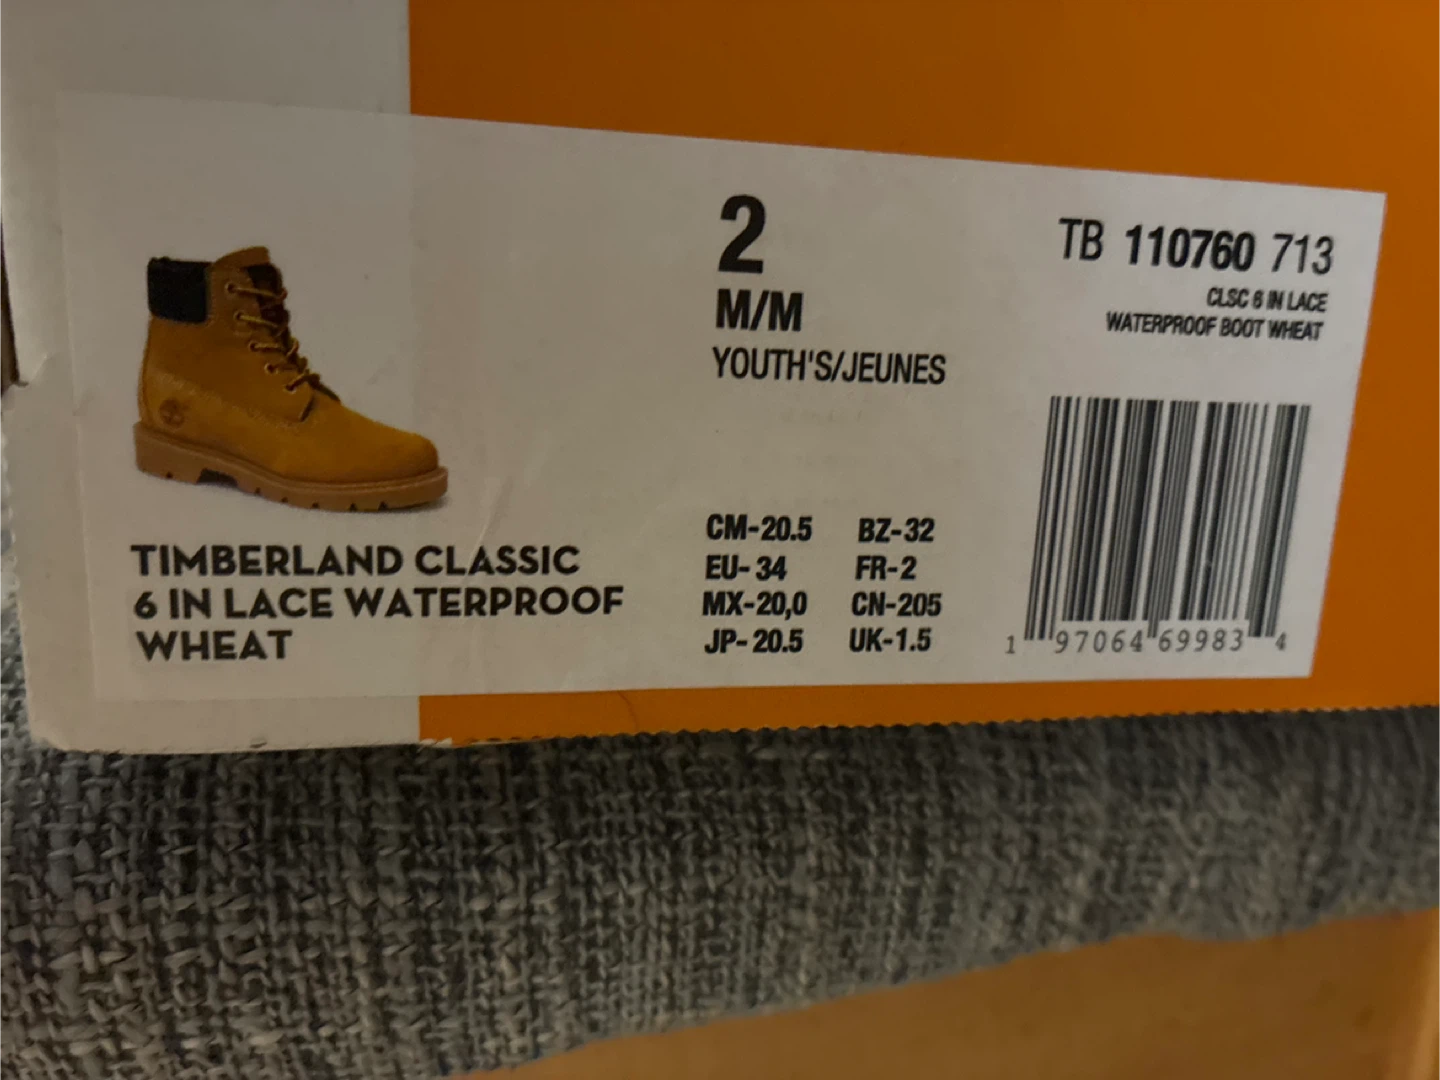 2
M/M
YOUTH'S/JEUNES
TB 110760 713
CLSC 6 IN LACE
WATERPROOF BOOT WHEAT
TIMBERLAND CLASSIC
6 IN LACE WATERPROOF
WHEAT
CM-20.5 BZ-32
EU-34 FR-2
MX-20,0 CN-205
JP-20.5 UK-1.5
1 97064 69983 4